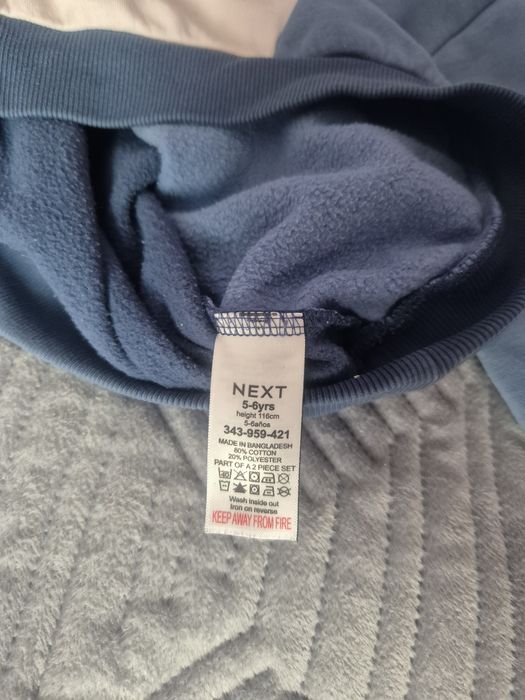 NEXT
5-6yrs
height 116cm
5-6años
343-959-421
MADE IN BANGLADESH
80% COTTON
20% POLYESTER
PART OF A 2 PIECE SET
Wash inside out
Iron on reverse
KEEP AWAY FROM FIRE